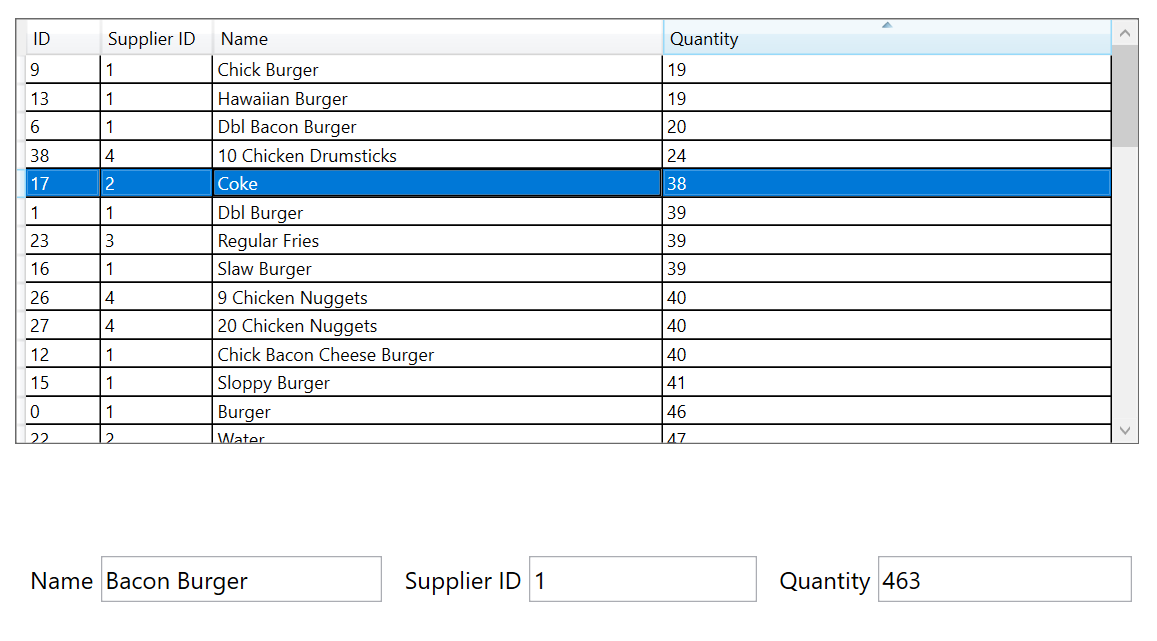 ID Supplier ID Name Quantity
9 1 Chick Burger 19
13 1 Hawaiian Burger 19
6 1 Dbl Bacon Burger 20
38 4 10 Chicken Drumsticks 24
17 2 Coke 38
1 1 Dbl Burger 39
23 3 Regular Fries 39
16 1 Slaw Burger 39
26 4 9 Chicken Nuggets 40
27 4 20 Chicken Nuggets 40
12 1 Chick Bacon Cheese Burger 40
15 1 Sloppy Burger 41
0 1 Burger 46
22 2 Water 47
Name Bacon Burger Supplier ID 1 Quantity 463